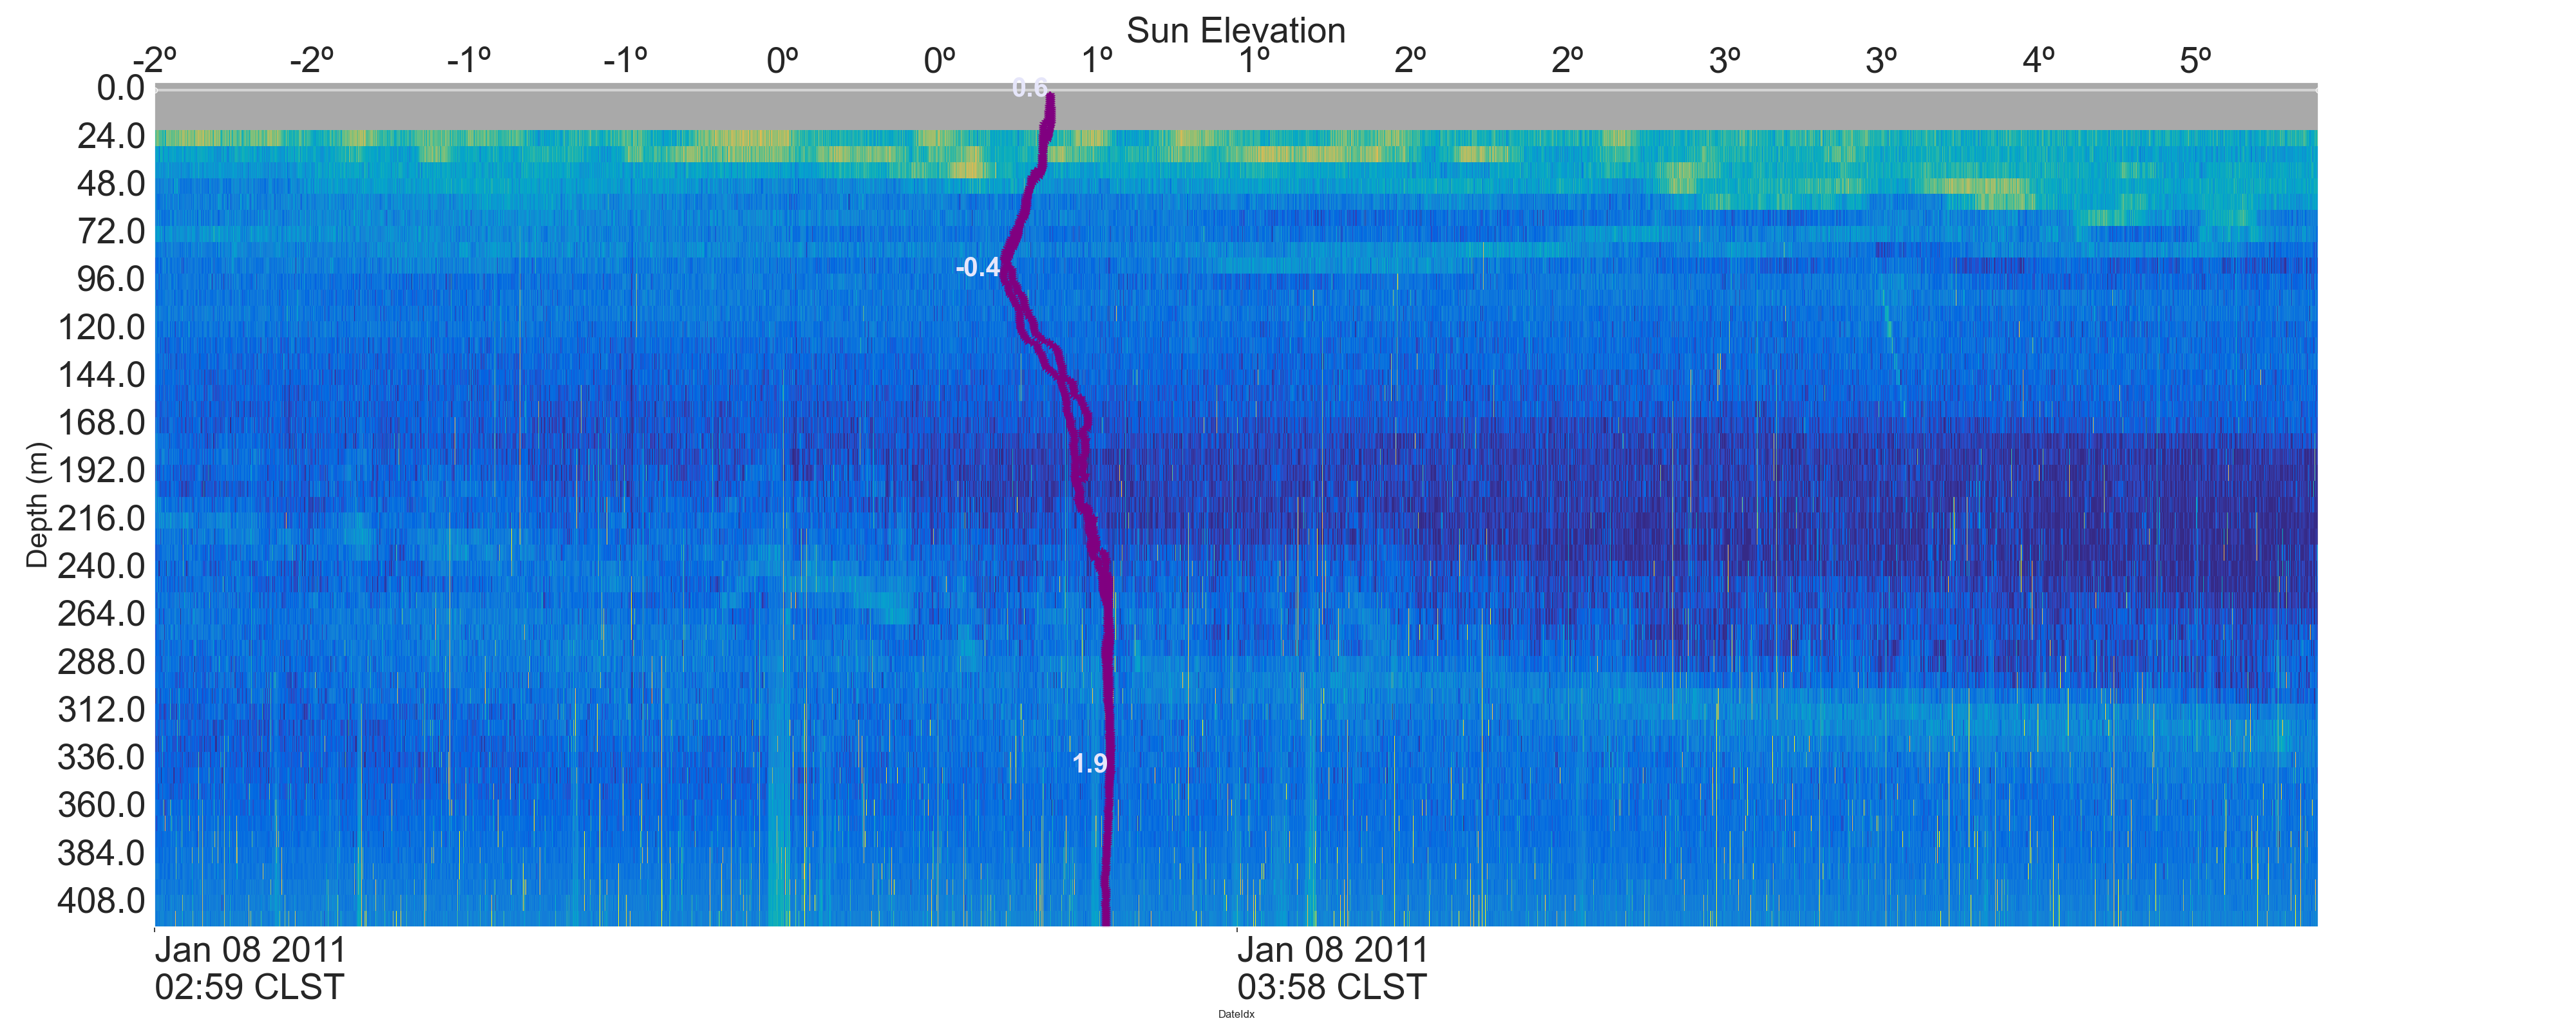 Sun Elevation
-2º -2º -1º -1º 0º 0º 1º 1º 2º 2º 3º 3º 4º 5º
0.0
0.6
24.0
48.0
72.0
-0.4
96.0
120.0
144.0
168.0
192.0
216.0
Depth (m)
240.0
264.0
288.0
312.0
336.0
1.9
360.0
384.0
408.0
Jan 08 2011
02:59 CLST
Jan 08 2011
03:58 CLST
DateIdx